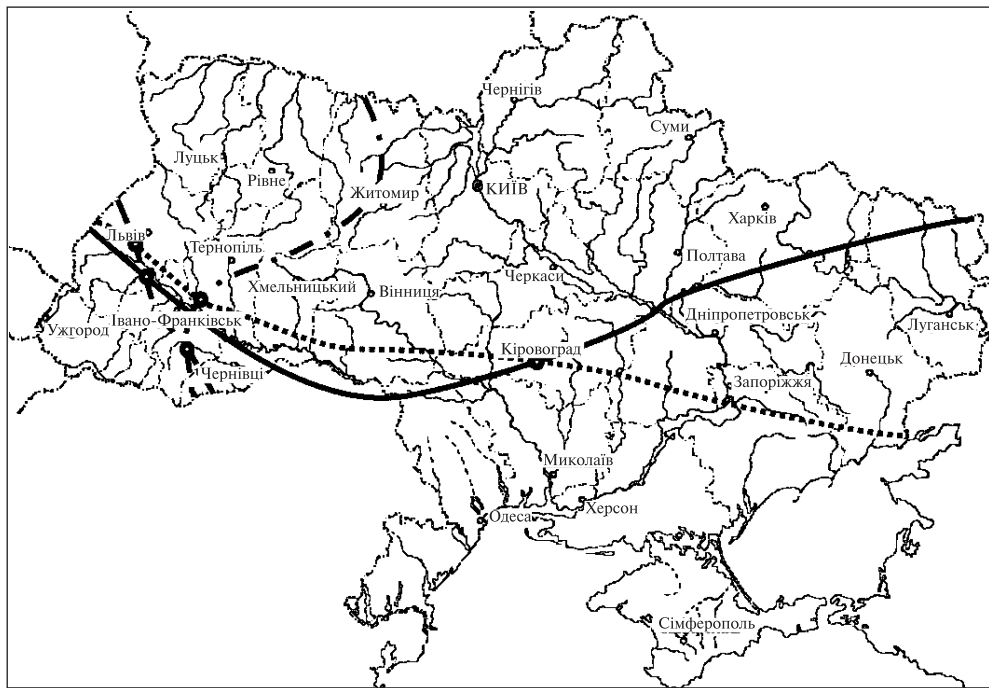 Чернігів
Суми
Луцьк
Рівне
Житомир
КИЇВ
Харків
Львів
Тернопіль
Полтава
Хмельницький
Вінниця
Черкаси
Ужгород
Івано-Франківськ
Дніпропетровськ
Луганськ
Кіровоград
Донецьк
Чернівці
Запоріжжя
Миколаїв
Херсон
Одеса
Сімферополь